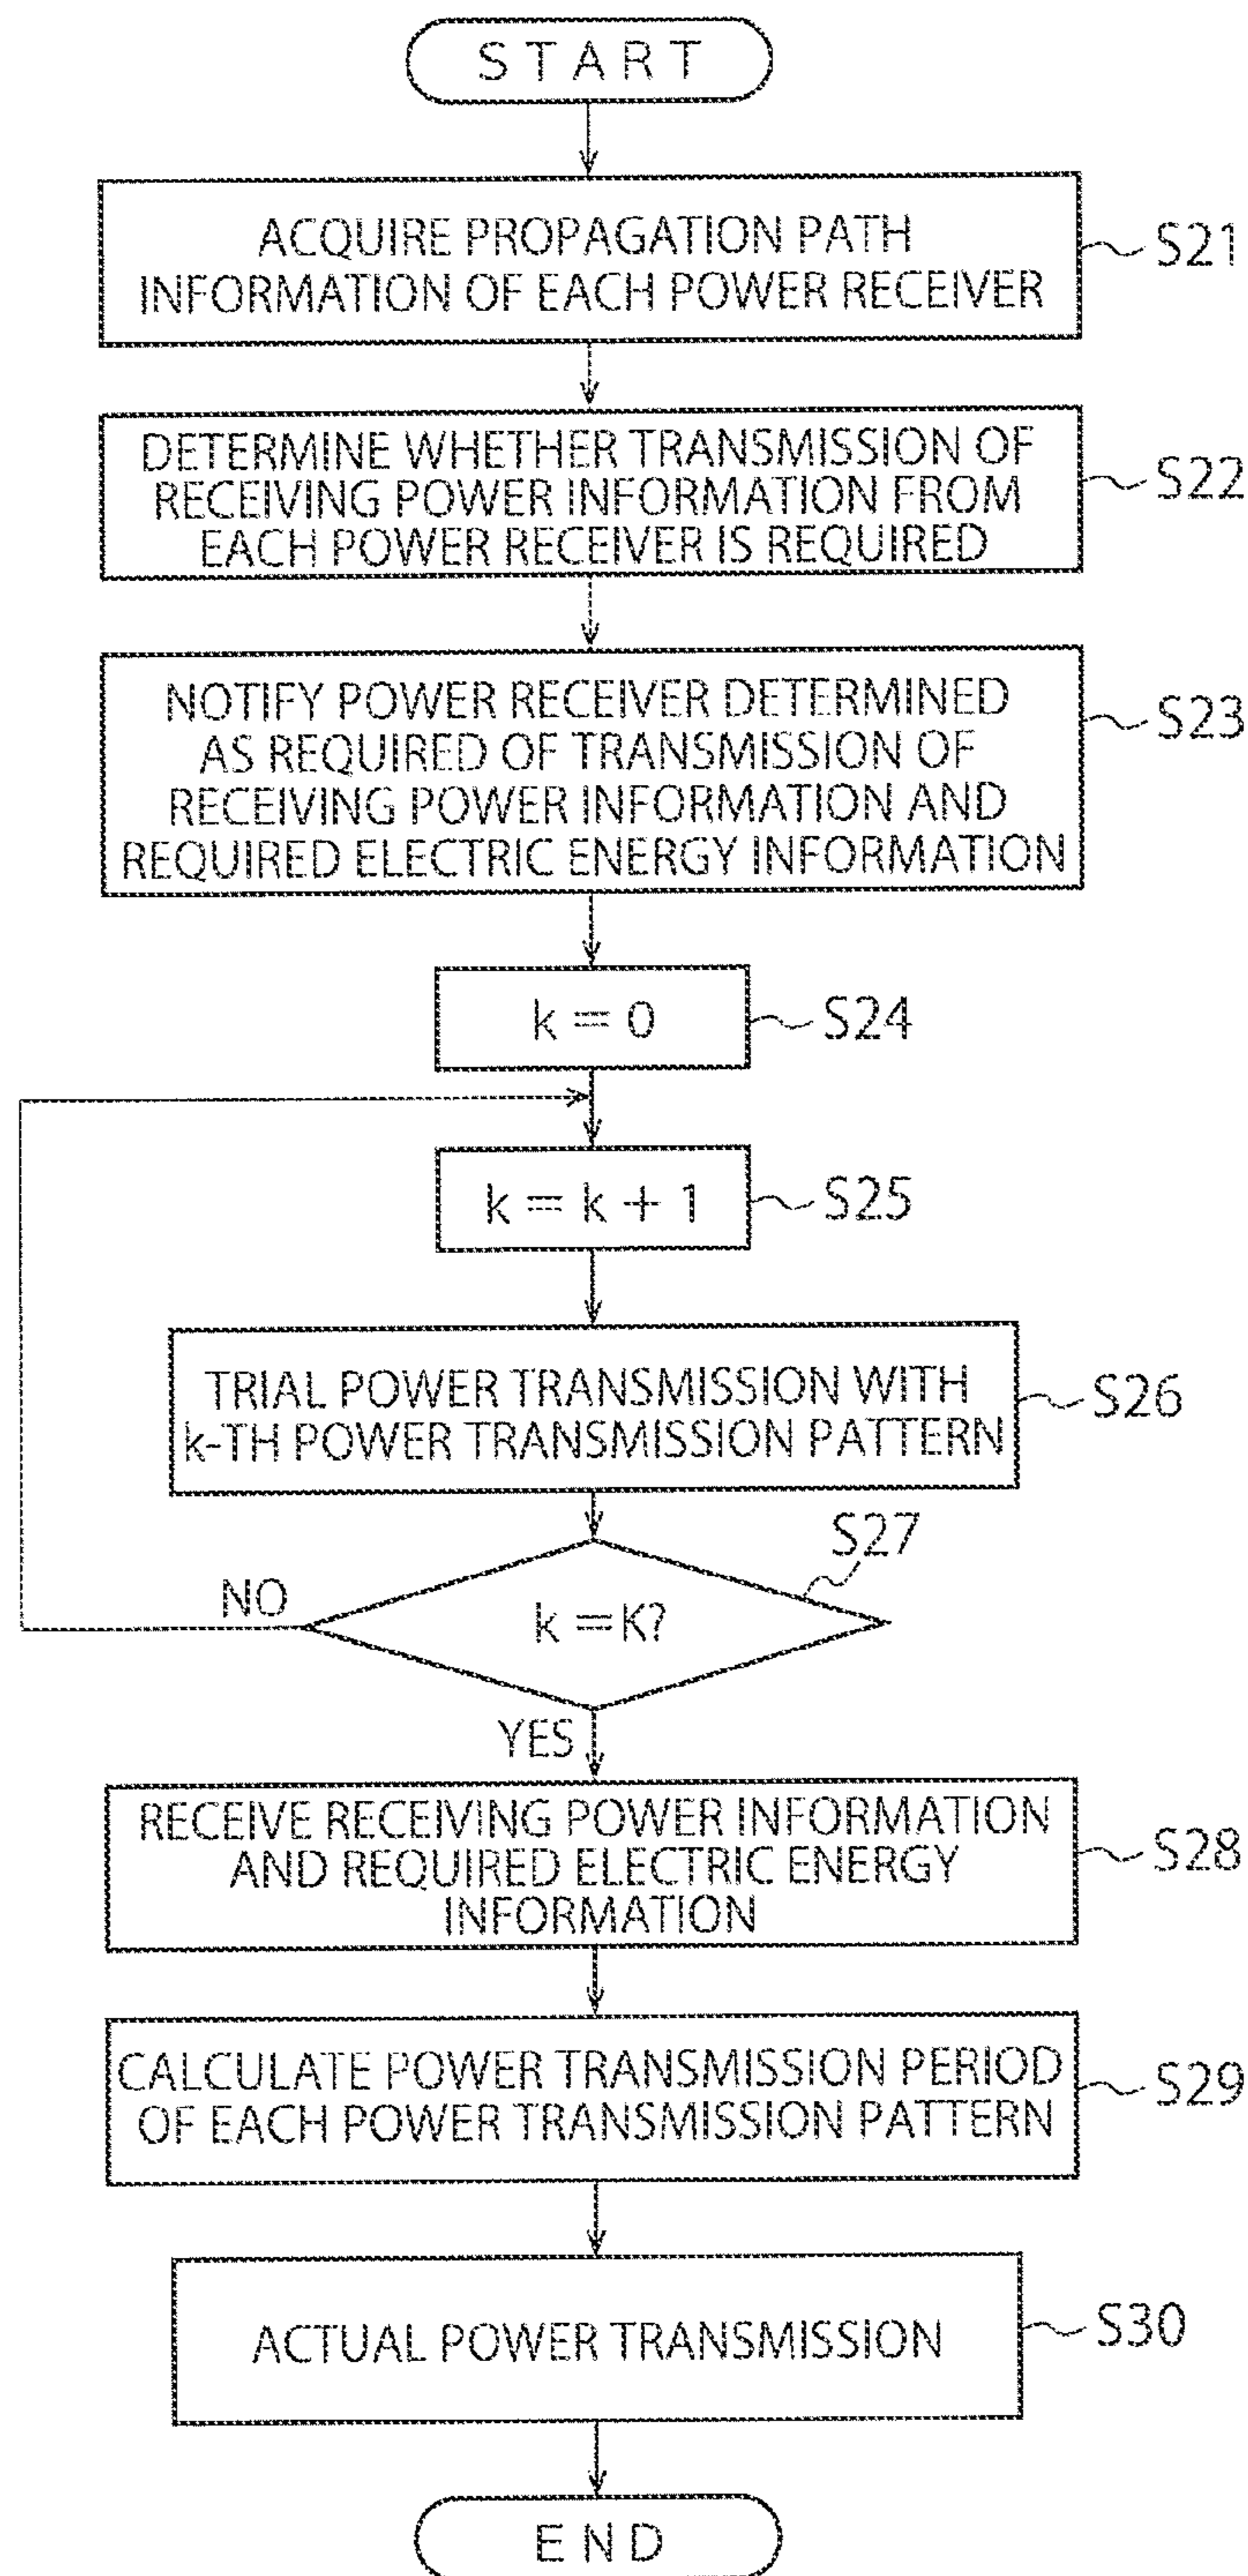 START
ACQUIRE PROPAGATION PATH
INFORMATION OF EACH POWER RECEIVER
S21
DETERMINE WHETHER TRANSMISSION OF
RECEIVING POWER INFORMATION FROM
EACH POWER RECEIVER IS REQUIRED
S22
NOTIFY POWER RECEIVER DETERMINED
AS REQUIRED OF TRANSMISSION OF
RECEIVING POWER INFORMATION AND
REQUIRED ELECTRIC ENERGY INFORMATION
S23
k = 0
S24
k = k + 1
S25
TRIAL POWER TRANSMISSION WITH
k-TH POWER TRANSMISSION PATTERN
S26
S27
NO
k = K?
YES
RECEIVE RECEIVING POWER INFORMATION
AND REQUIRED ELECTRIC ENERGY
INFORMATION
S28
CALCULATE POWER TRANSMISSION PERIOD
OF EACH POWER TRANSMISSION PATTERN
S29
ACTUAL POWER TRANSMISSION
S30
END